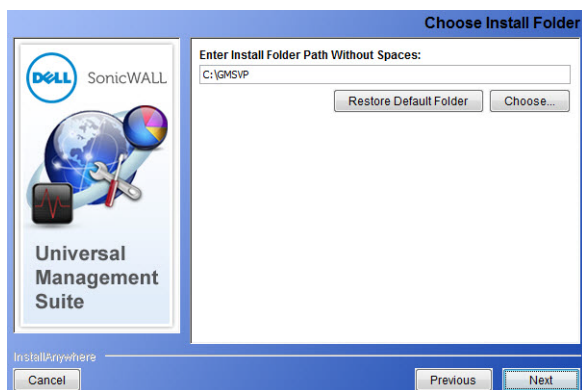 Choose Install Folder
DELL SonicWALL
Universal
Management
Suite
Enter Install Folder Path Without Spaces:
C:\GMSVP
Restore Default Folder Choose...
InstallAnywhere
Cancel Previous Next